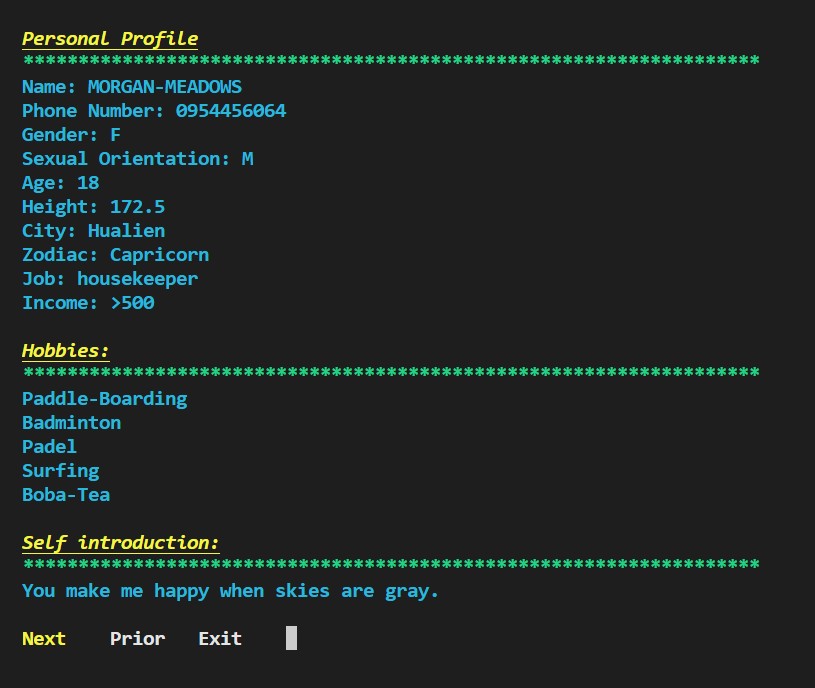 Personal Profile
*******************************************************************
Name: MORGAN-MEADOWS
Phone Number: 0954456064
Gender: F
Sexual Orientation: M
Age: 18
Height: 172.5
City: Hualien
Zodiac: Capricorn
Job: housekeeper
Income: >500
Hobbies:
*******************************************************************
Paddle-Boarding
Badminton
Padel
Surfing
Boba-Tea
Self introduction:
*******************************************************************
You make me happy when skies are gray.
Next    Prior   Exit